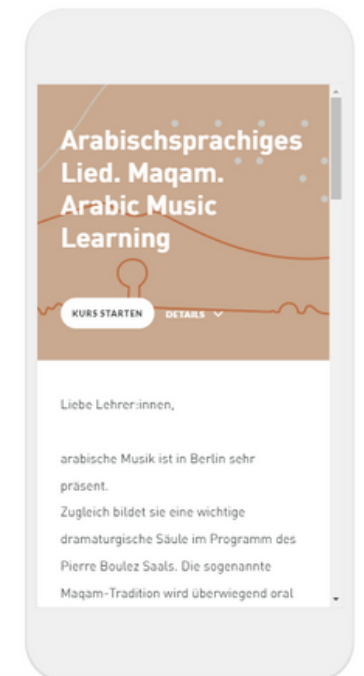 Arabischsprachiges
Lied. Maqam.
Arabic Music
Learning
KURS STARTEN DETAILS
Liebe Lehrer:innen,
arabische Musik ist in Berlin sehr
präsent.
Zugleich bildet sie eine wichtige
dramaturgische Säule im Programm des
Pierre Boulez Saals. Die sogenannte
Maqam-Tradition wird überwiegend oral